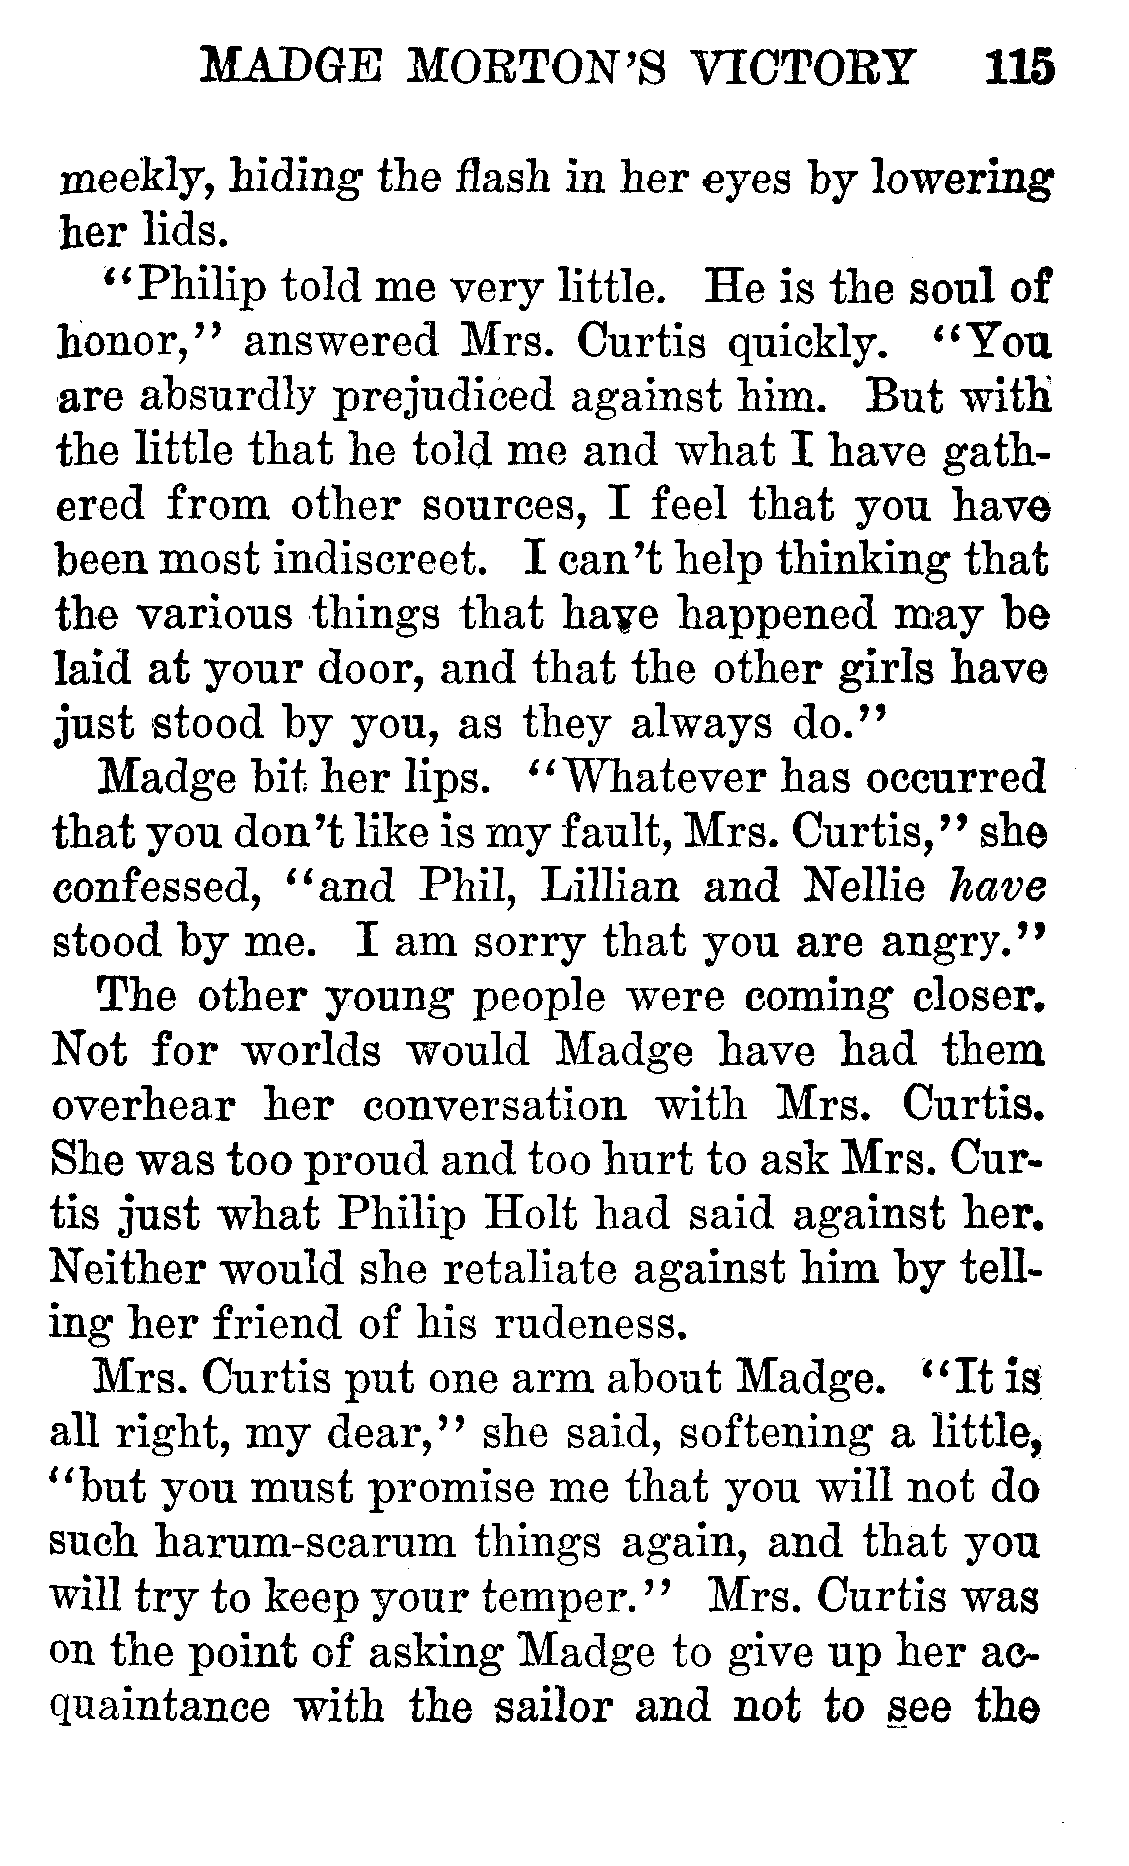 MADGE MORTON'S VICTORY 115
meekly, hiding the flash in her eyes by lowering
her lids.
"Philip told me very little. He is the soul of
honor," answered Mrs. Curtis quickly. "You
are absurdly prejudiced against him. But with
the little that he told me and what I have gath-
ered from other sources, I feel that you have
been most indiscreet. I can't help thinking that
the various things that have happened may be
laid at your door, and that the other girls have
just stood by you, as they always do."
Madge bit her lips. "Whatever has occurred
that you don't like is my fault, Mrs. Curtis," she
confessed, "and Phil, Lillian and Nellie have
stood by me. I am sorry that you are angry."
The other young people were coming closer.
Not for worlds would Madge have had them
overhear her conversation with Mrs. Curtis.
She was too proud and too hurt to ask Mrs. Cur-
tis just what Philip Holt had said against her.
Neither would she retaliate against him by tell-
ing her friend of his rudeness.
Mrs. Curtis put one arm about Madge. "It is
all right, my dear," she said, softening a little,
"but you must promise me that you will not do
such harum-scarum things again, and that you
will try to keep your temper." Mrs. Curtis was
on the point of asking Madge to give up her ac-
quaintance with the sailor and not to see the